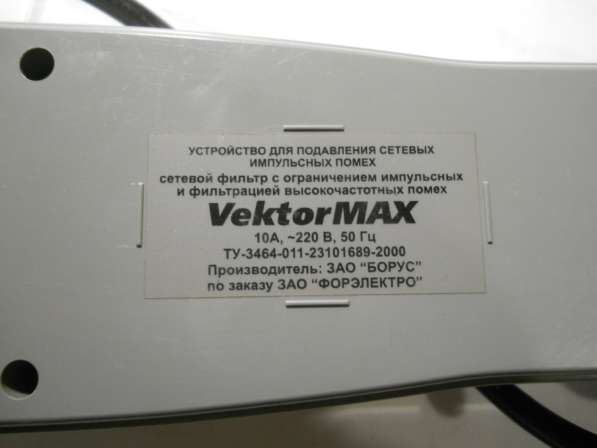 УСТРОЙСТВО ДЛЯ ПОДАВЛЕНИЯ СЕТЕВЫХ
ИМПУЛЬСНЫХ ПОМЕХ
сетевой фильтр с ограничением импульсных
и фильтрацией высокочастотных помех
VektorMAX
10А, ~220 В, 50 Гц
ТУ-3464-011-23101689-2000
Производитель: ЗАО "БОРУС"
по заказу ЗАО "ФОРЭЛЕКТРО"